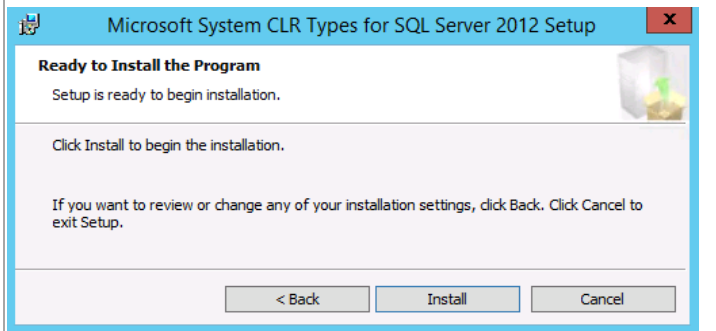 Microsoft System CLR Types for SQL Server 2012 Setup
x
Ready to Install the Program
Setup is ready to begin installation.
Click Install to begin the installation.
If you want to review or change any of your installation settings, click Back. Click Cancel to
exit Setup.
< Back Install Cancel